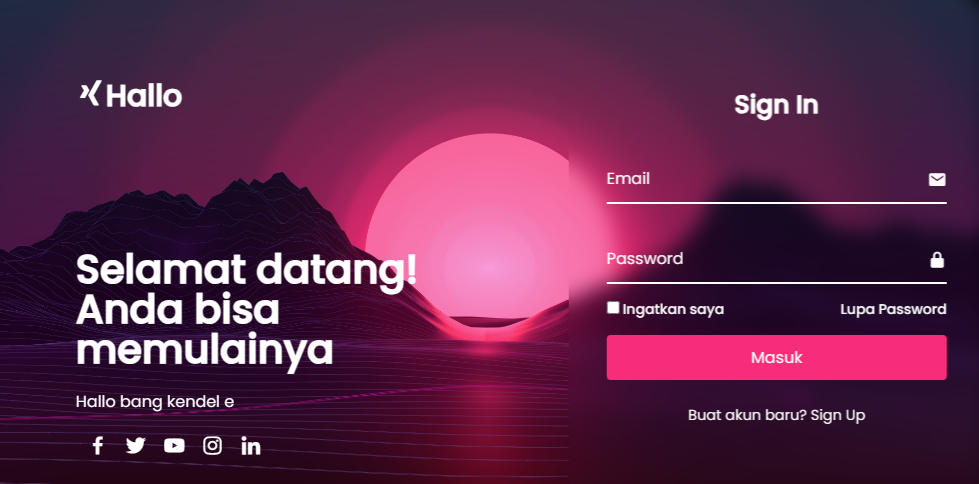 Hallo
Selamat datang!
Anda bisa
memulainya
Hallo bang kendel e
Sign In
Email
Password
Ingatkan saya
Lupa Password
Masuk
Buat akun baru? Sign Up